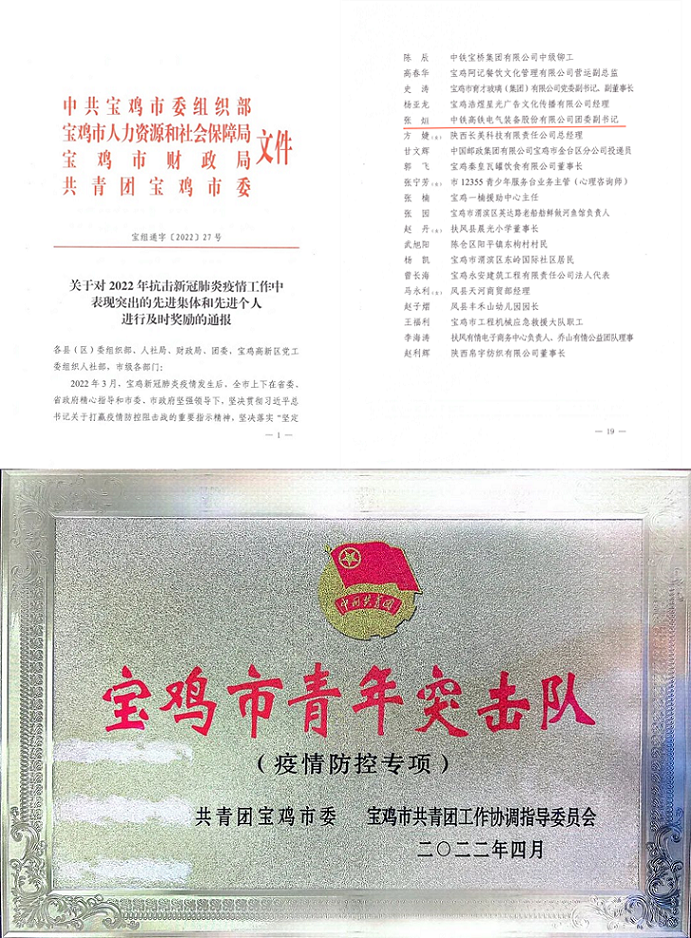 中共宝鸡市委组织部
宝鸡市人力资源和社会保障局
宝鸡市财政局
共青团宝鸡市委
文件
宝组通字〔2022〕27号
关于对2022年抗击新冠肺炎疫情工作中
表现突出的先进集体和先进个人
进行及时奖励的通报
各县（区）委组织部、人社局、财政局、团委，宝鸡高新区党工
委组织人社部，市级各部门：
2022年3月，宝鸡新冠肺炎疫情发生后，全市上下在省委、
省政府精心指导和市委、市政府坚强领导下，坚决贯彻习近平总
书记关于打赢疫情防控阻击战的重要指示精神，坚决落实“坚定
— 1 —
陈辰 中铁宝桥集团有限公司中级铆工
高春华 宝鸡阿记餐饮文化管理有限公司营运副总监
史涛 宝鸡市育才玻璃（集团）有限公司党委副书记、副董事长
杨亚龙 宝鸡浩煜星光广告文化传播有限公司经理
张 中铁高铁电气装备股份有限公司团委副书记
方（女） 陕西长美科技有限责任公司总经理
甘文辉 中国邮政集团有限公司宝鸡市金台区分公司投递员
郭飞 宝鸡秦皇瓦罐饮食有限公司董事长
张宁芳（女） 市12355青少年服务台业务主管（心理咨询师）
张楠 宝鸡一楠援助中心主任
张园 宝鸡市渭滨区英达路老船舫鲜做河鱼馆负责人
赵丹（女） 扶风县晨光小学董事长
武旭阳 陈仓区阳平镇东枸村村民
杨凯 宝鸡市渭滨区东岭国际社区居民
曹长海 宝鸡永安建筑工程有限责任公司法人代表
马永利（女） 凤县天河商贸部经理
赵子熠 凤县丰禾山幼儿园园长
王福利 宝鸡市工程机械应急救援大队职工
李海涛 扶风有情电子商务中心负责人、乔山有情公益团队理事
赵利辉 陕西帛宇纺织有限公司董事长
— 19 —
中国共青团
宝鸡市青年突击队
（疫情防控专项）
共青团宝鸡市委 宝鸡市共青团工作协调指导委员会
二〇二二年四月